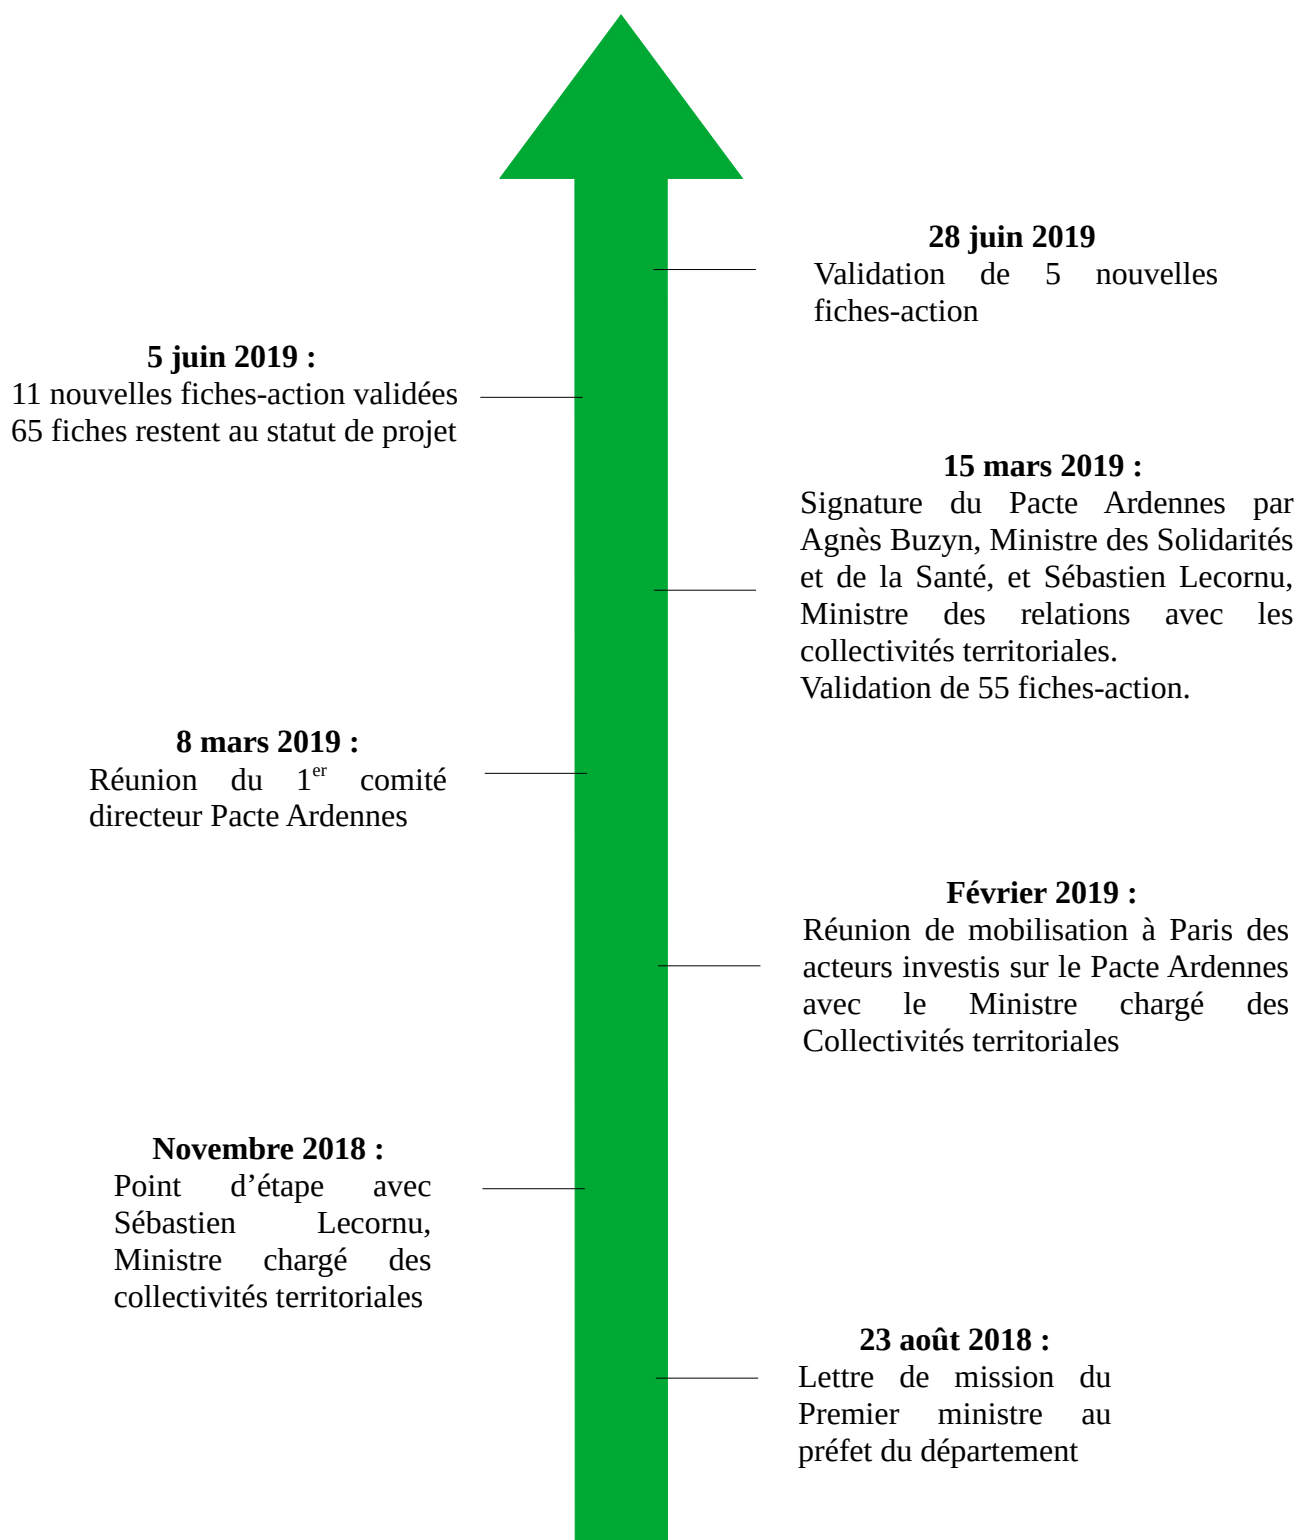 28 juin 2019
Validation de 5 nouvelles
fiches-action
5 juin 2019 :
11 nouvelles fiches-action validées
65 fiches restent au statut de projet
15 mars 2019 :
Signature du Pacte Ardennes par
Agnès Buzyn, Ministre des Solidarités
et de la Santé, et Sébastien Lecornu,
Ministre des relations avec les
collectivités territoriales.
Validation de 55 fiches-action.
8 mars 2019 :
Réunion du 1er comité
directeur Pacte Ardennes
Février 2019 :
Réunion de mobilisation à Paris des
acteurs investis sur le Pacte Ardennes
avec le Ministre chargé des
Collectivités territoriales
Novembre 2018 :
Point d’étape avec
Sébastien Lecornu,
Ministre chargé des
collectivités territoriales
23 août 2018 :
Lettre de mission du
Premier ministre au
préfet du département